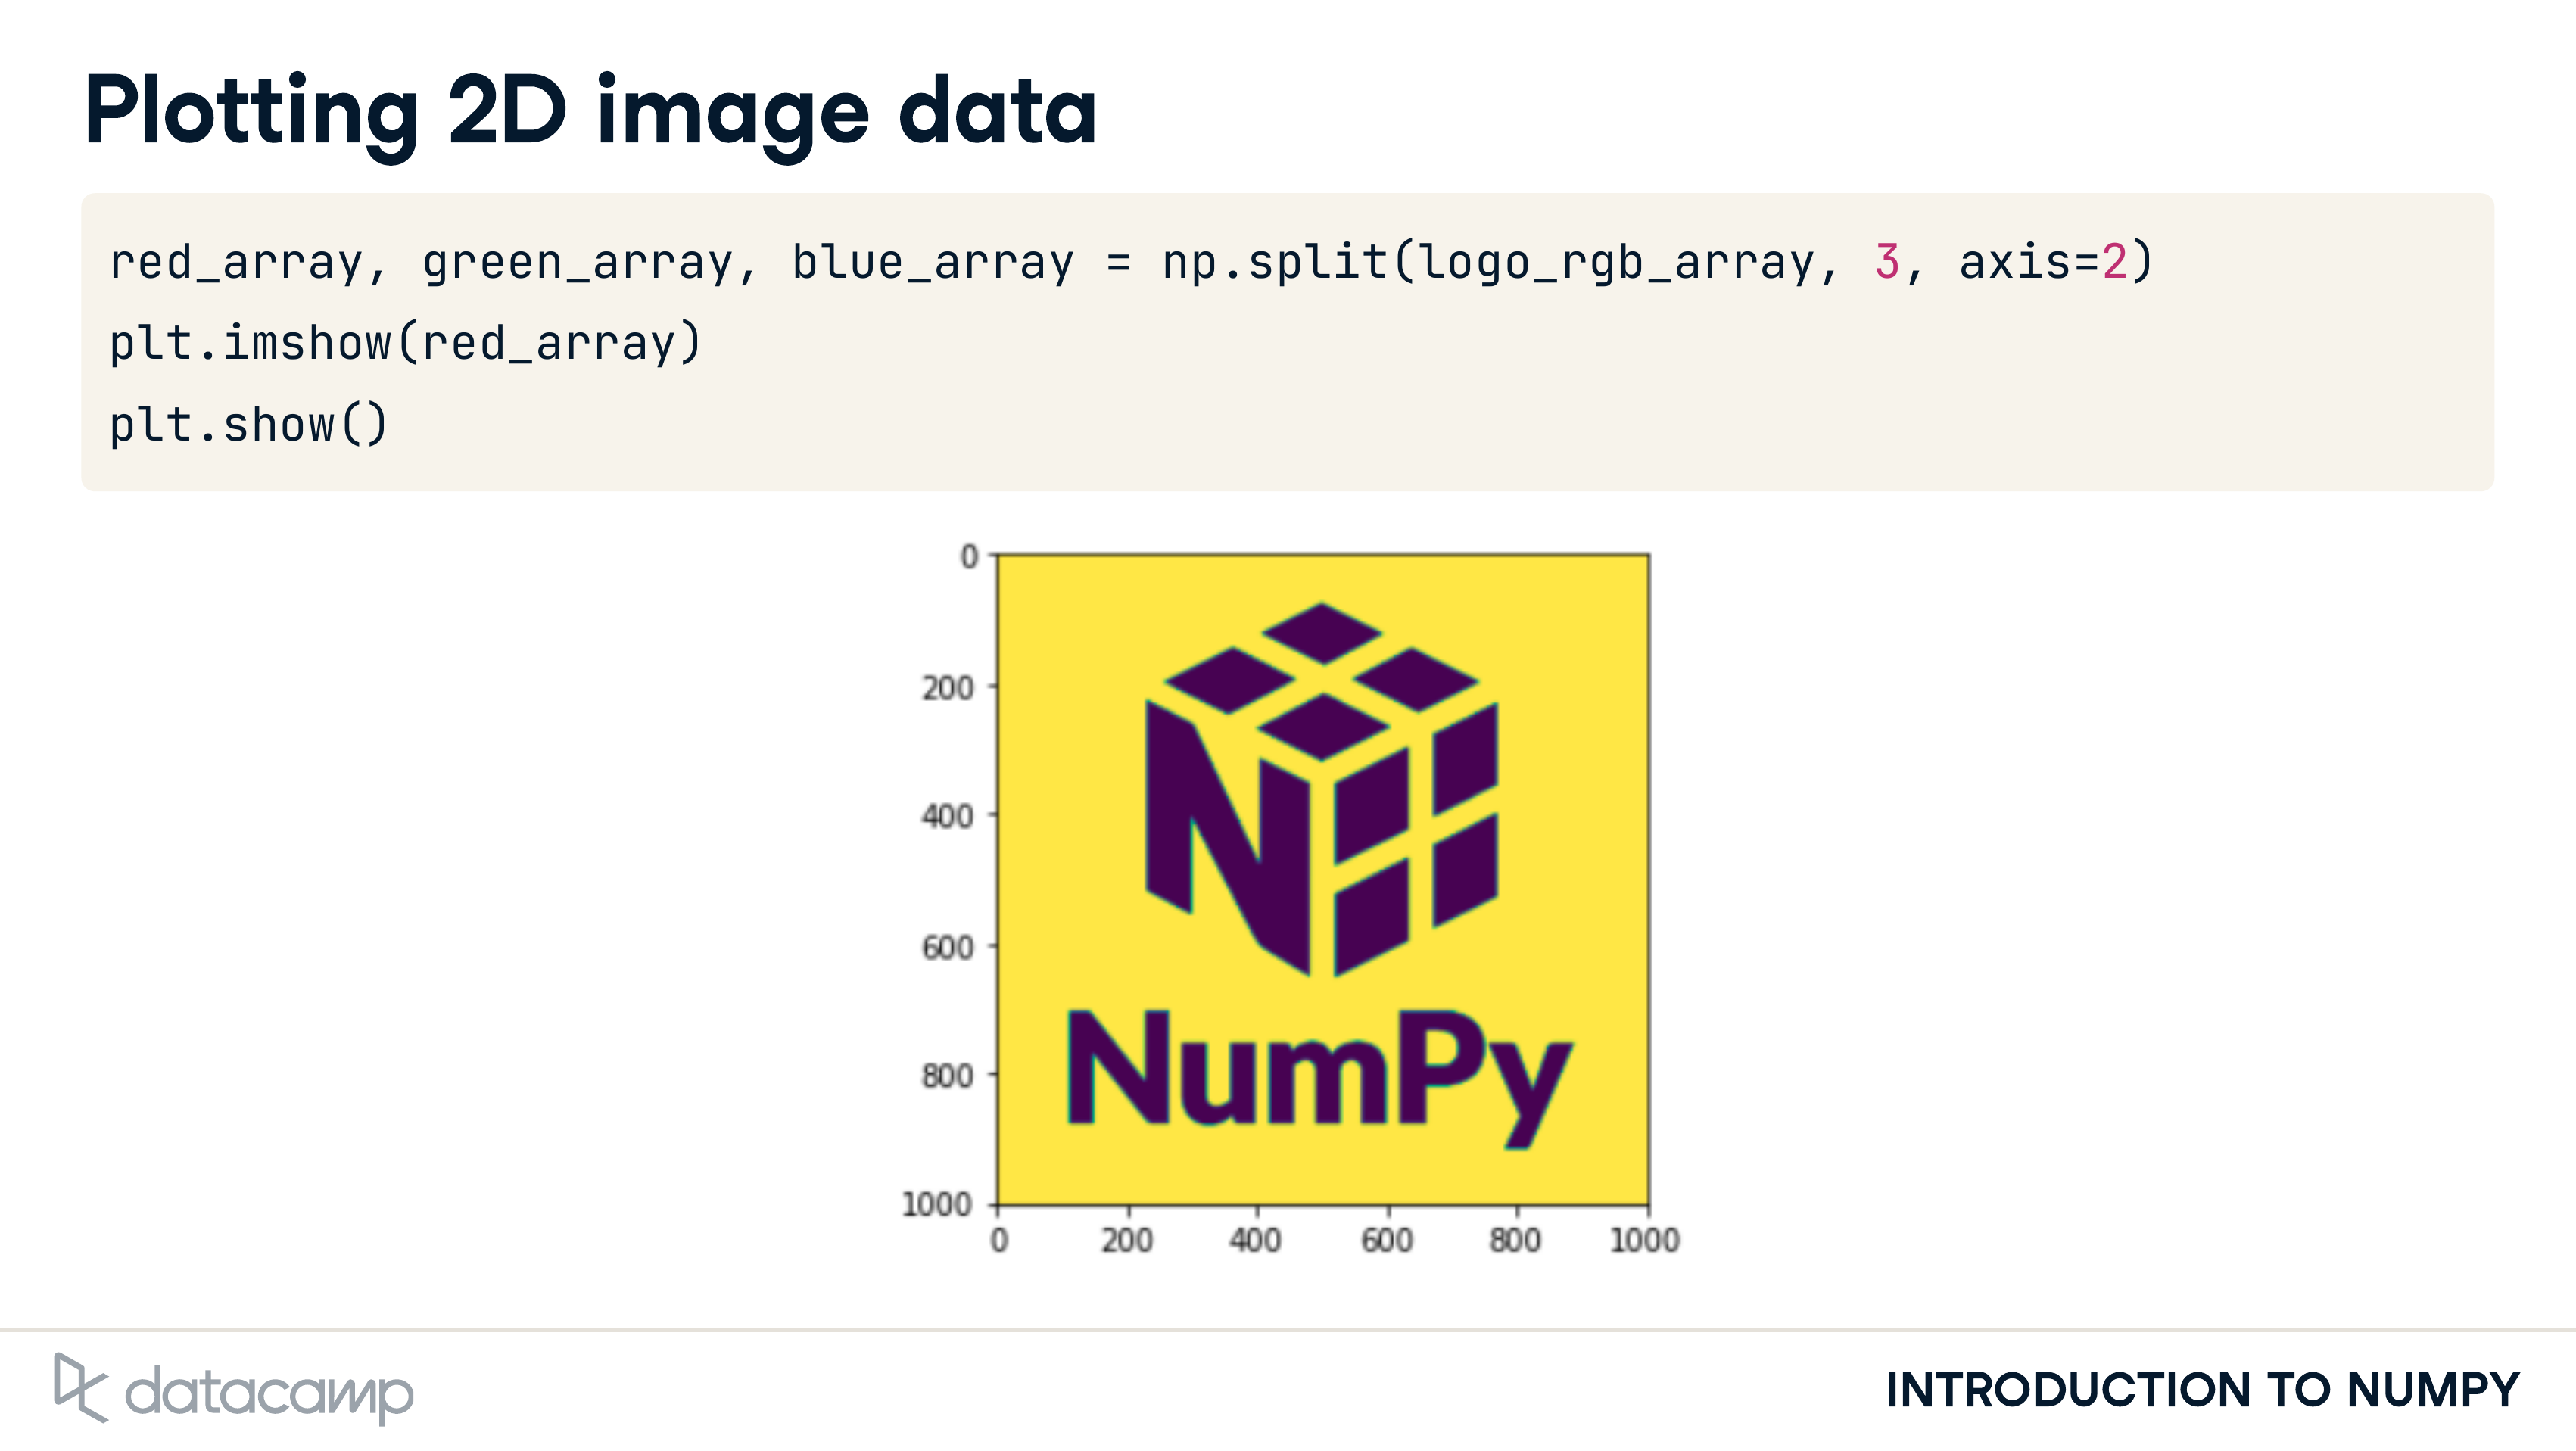 Plotting 2D image data
red_array, green_array, blue_array = np.split(logo_rgb_array, 3, axis=2)
plt.imshow(red_array)
plt.show()
0
200
400
600
800
1000
NumPy
0 200 400 600 800 1000
datacamp
INTRODUCTION TO NUMPY